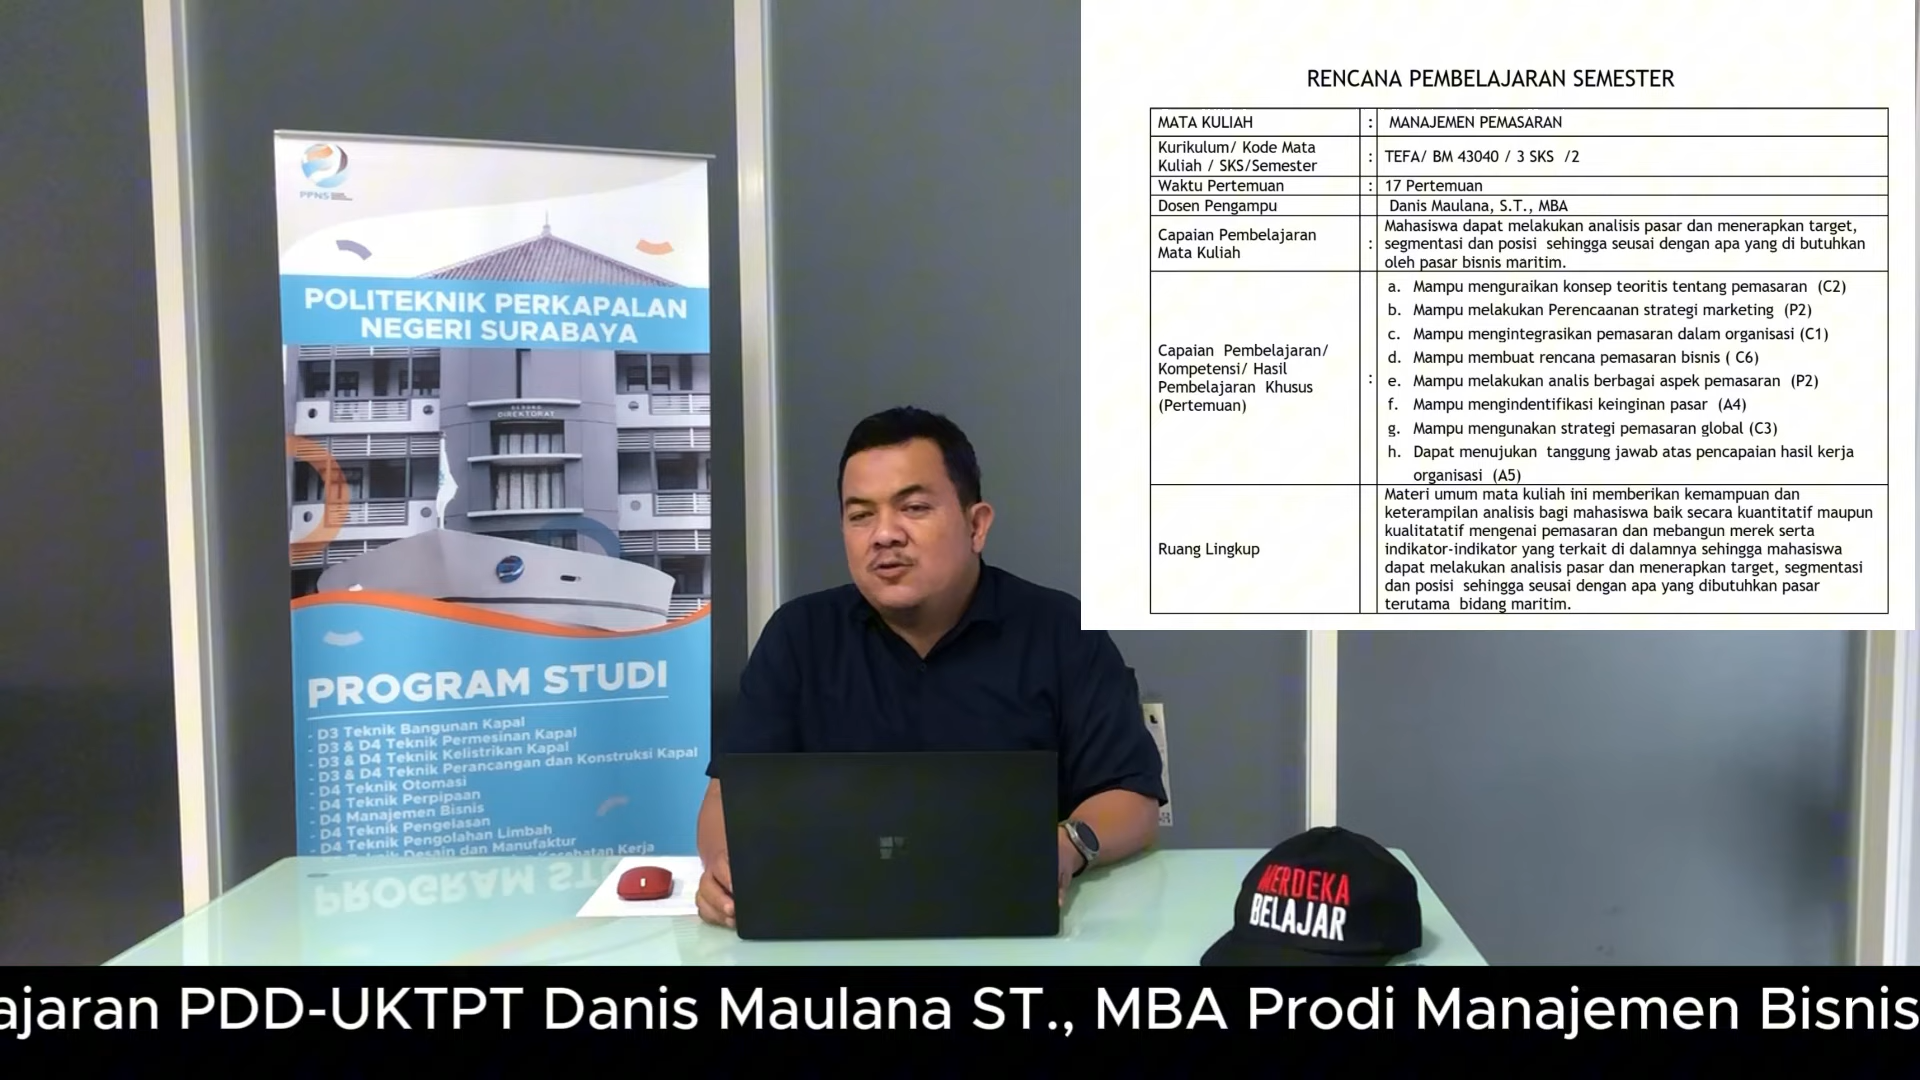 RENCANA PEMBELAJARAN SEMESTER
MATA KULIAH : MANAJEMEN PEMASARAN
Kurikulum/ Kode Mata
Kuliah / SKS/Semester : TEFA/ BM 43040 / 3 SKS /2
Waktu Pertemuan : 17 Pertemuan
Dosen Pengampu : Danis Maulana, S.T., MBA
Capaian Pembelajaran
Mata Kuliah :
Mahasiswa dapat melakukan analisis pasar dan menerapkan target,
segmentasi dan posisi sehingga seusai dengan apa yang di butuhkan
oleh pasar bisnis maritim.
Capaian Pembelajaran/
Kompetensi/ Hasil
Pembelajaran Khusus
(Pertemuan) :
a. Mampu menguraikan konsep teoritis tentang pemasaran (C2)
b. Mampu melakukan Perencaanan strategi marketing (P2)
c. Mampu mengintegrasikan pemasaran dalam organisasi (C1)
d. Mampu membuat rencana pemasaran bisnis ( C6)
e. Mampu melakukan analis berbagai aspek pemasaran (P2)
f. Mampu mengindentifikasi keinginan pasar (A4)
g. Mampu mengunakan strategi pemasaran global (C3)
h. Dapat menujukan tanggung jawab atas pencapaian hasil kerja
organisasi (A5)
Ruang Lingkup
Materi umum mata kuliah ini memberikan kemampuan dan
keterampilan analisis bagi mahasiswa baik secara kuantitatif maupun
kualitatatif mengenai pemasaran dan mebangun merek serta
indikator-indikator yang terkait di dalamnya sehingga mahasiswa
dapat melakukan analisis pasar dan menerapkan target, segmentasi
dan posisi sehingga seusai dengan apa yang dibutuhkan pasar
terutama bidang maritim.
PPNS
POLITEKNIK PERKAPALAN
NEGERI SURABAYA
DIREKTORAT
PROGRAM STUDI
- D3 Teknik Bangunan Kapal
- D3 & D4 Teknik Permesinan Kapal
- D3 & D4 Teknik Kelistrikan Kapal
- D3 & D4 Teknik Perancangan dan Konstruksi Kapal
- D4 Teknik Otomasi
- D4 Teknik Perpipaan
- D4 Manajemen Bisnis
- D4 Teknik Pengelasan
- D4 Teknik Pengolahan Limbah
Teknik Desain dan Manufaktur
Kesehatan Kerja
MERDEKA
BELAJAR
ajaran PDD-UKTPT Danis Maulana ST., MBA Prodi Manajemen Bisnis